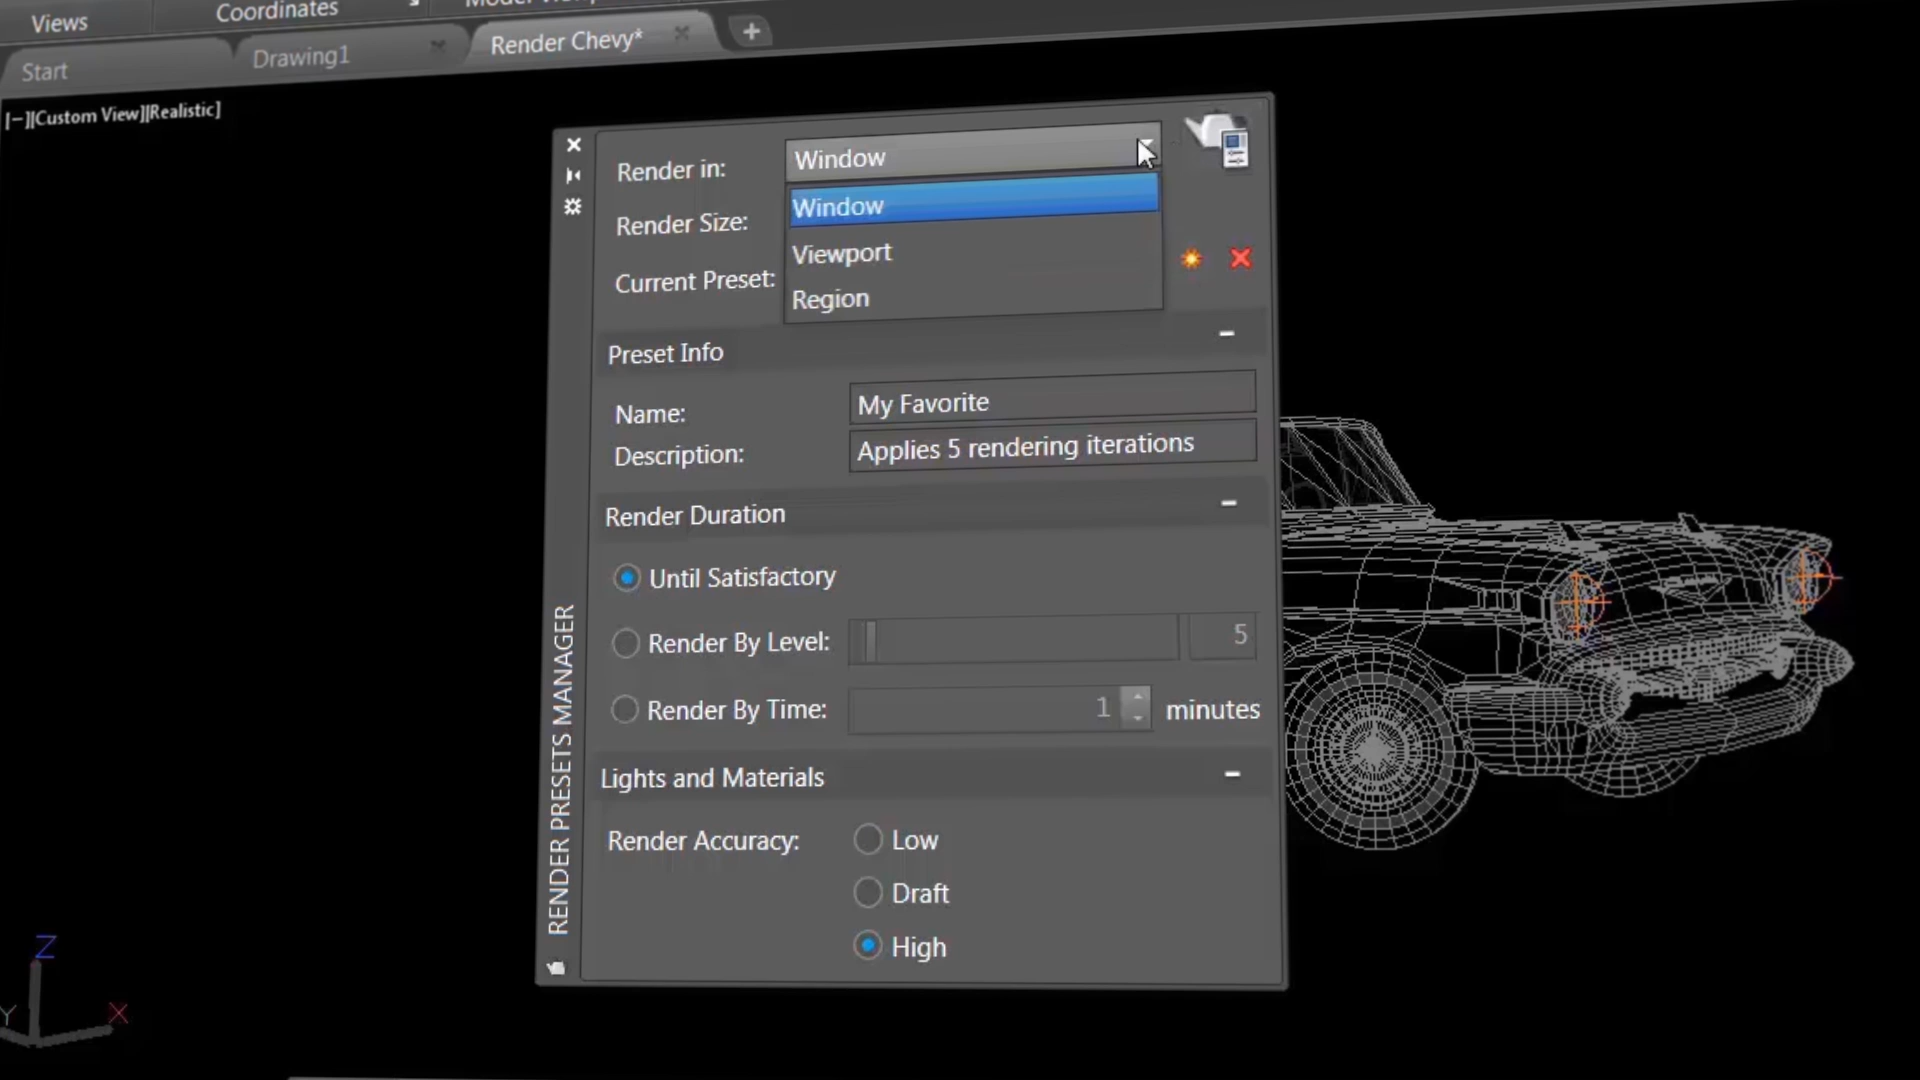 Views
Coordinates
Start
Drawing1
Render Chevy*
[−][Custom View][Realistic]
Render in:
Window
Window
Viewport
Region
Render Size:
Current Preset:
Preset Info
Name:
My Favorite
Description:
Applies 5 rendering iterations
Render Duration
Until Satisfactory
Render By Level:
5
Render By Time:
1
minutes
Lights and Materials
Render Accuracy:
Low
Draft
High
RENDER PRESETS MANAGER
Z
Y
X